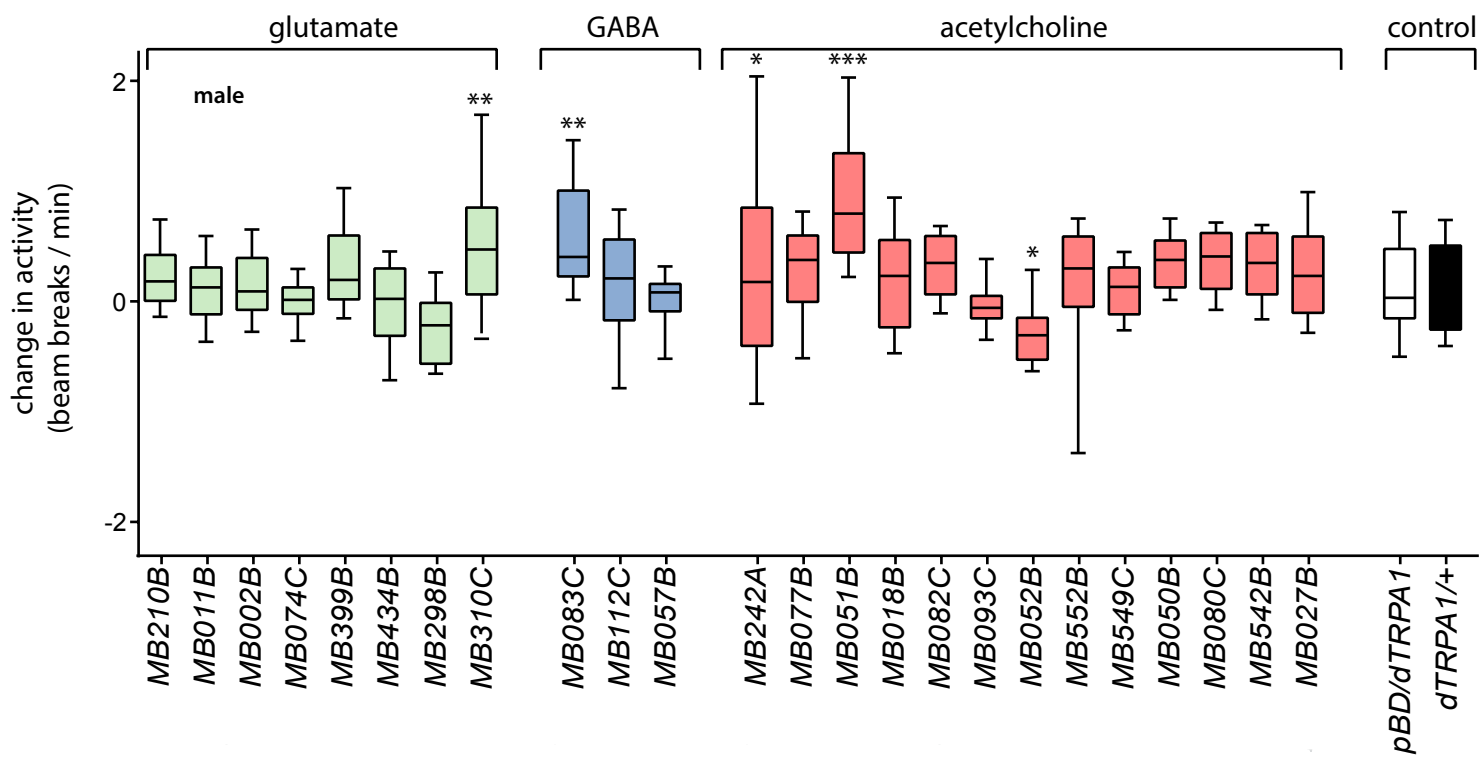 glutamate GABA acetylcholine control
male
** ** * *** *
change in activity
(beam breaks / min)
2
0
-2
MB210B
MB011B
MB002B
MB074C
MB399B
MB434B
MB298B
MB310C
MB083C
MB112C
MB057B
MB242A
MB077B
MB051B
MB018B
MB082C
MB093C
MB052B
MB552B
MB549C
MB050B
MB080C
MB542B
MB027B
pBD/dTRPA1
dTRPA1/+